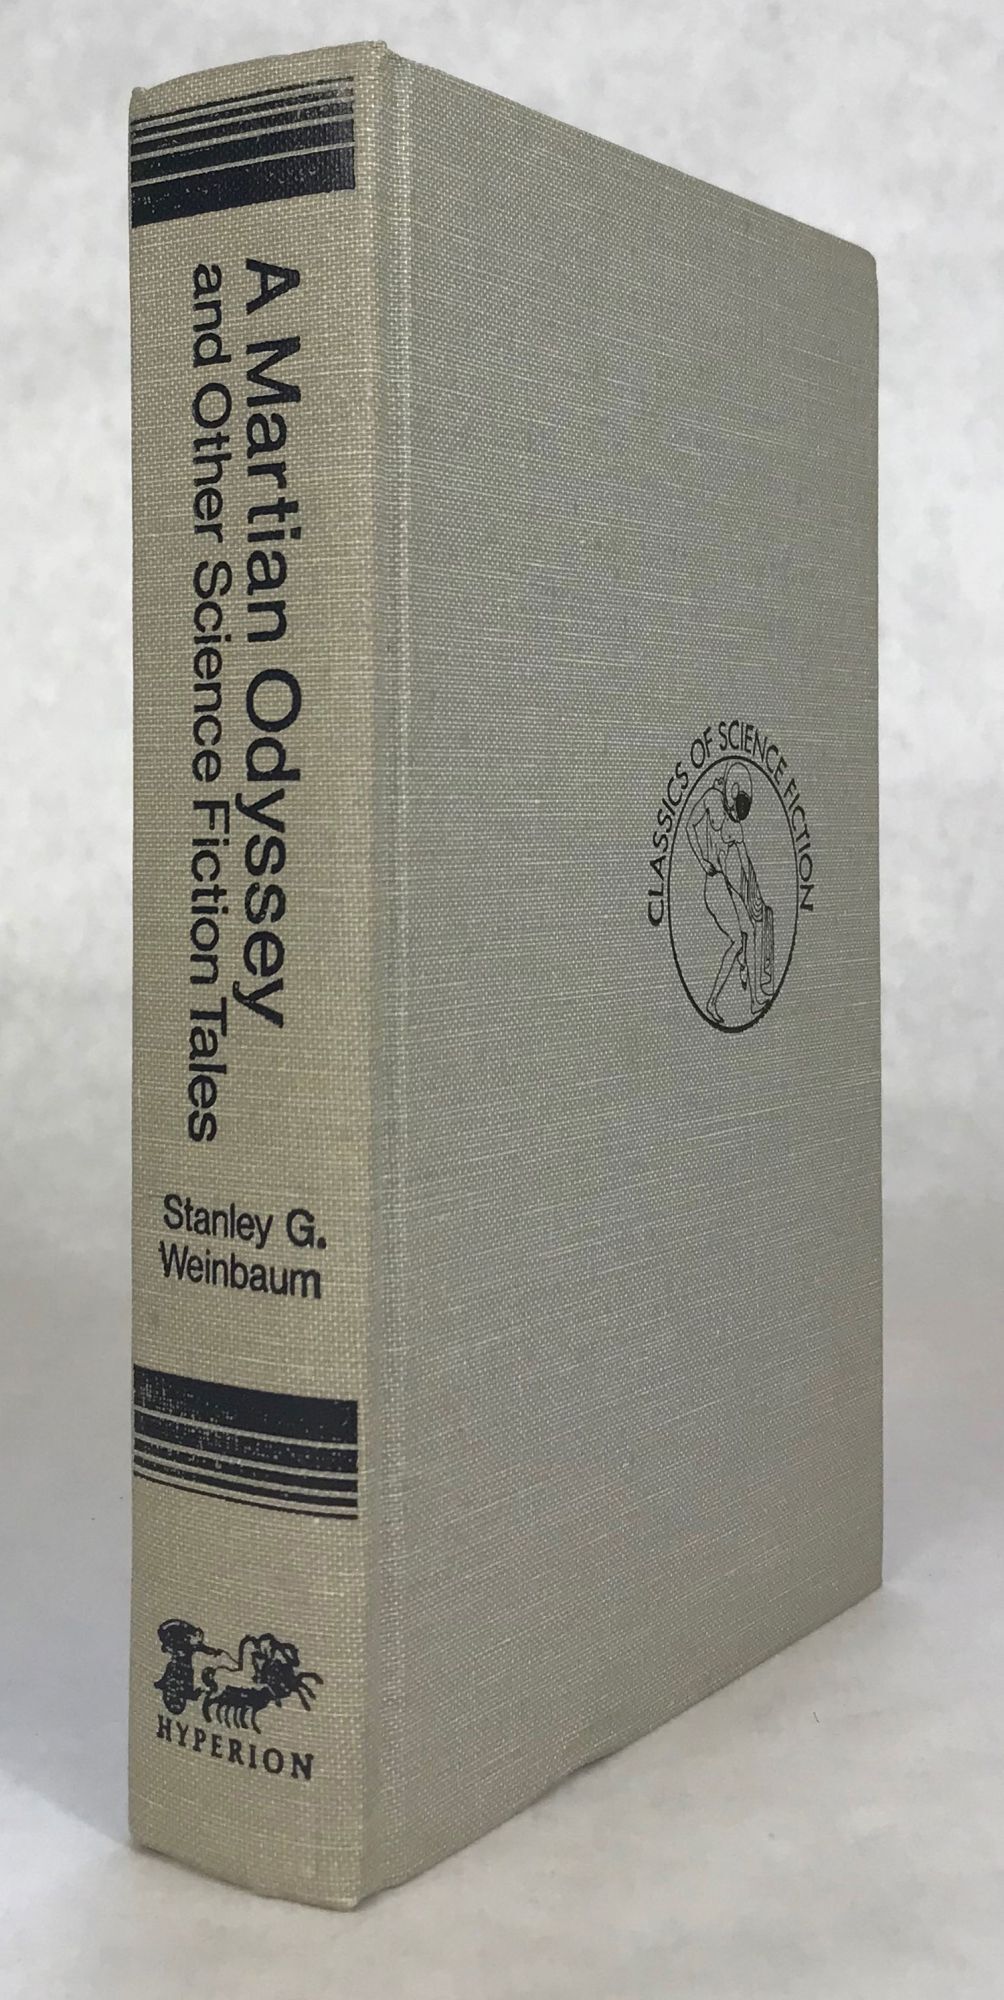 A Martian Odyssey
and Other Science Fiction Tales
Stanley G.
Weinbaum
HYPERION
CLASSICS OF SCIENCE FICTION